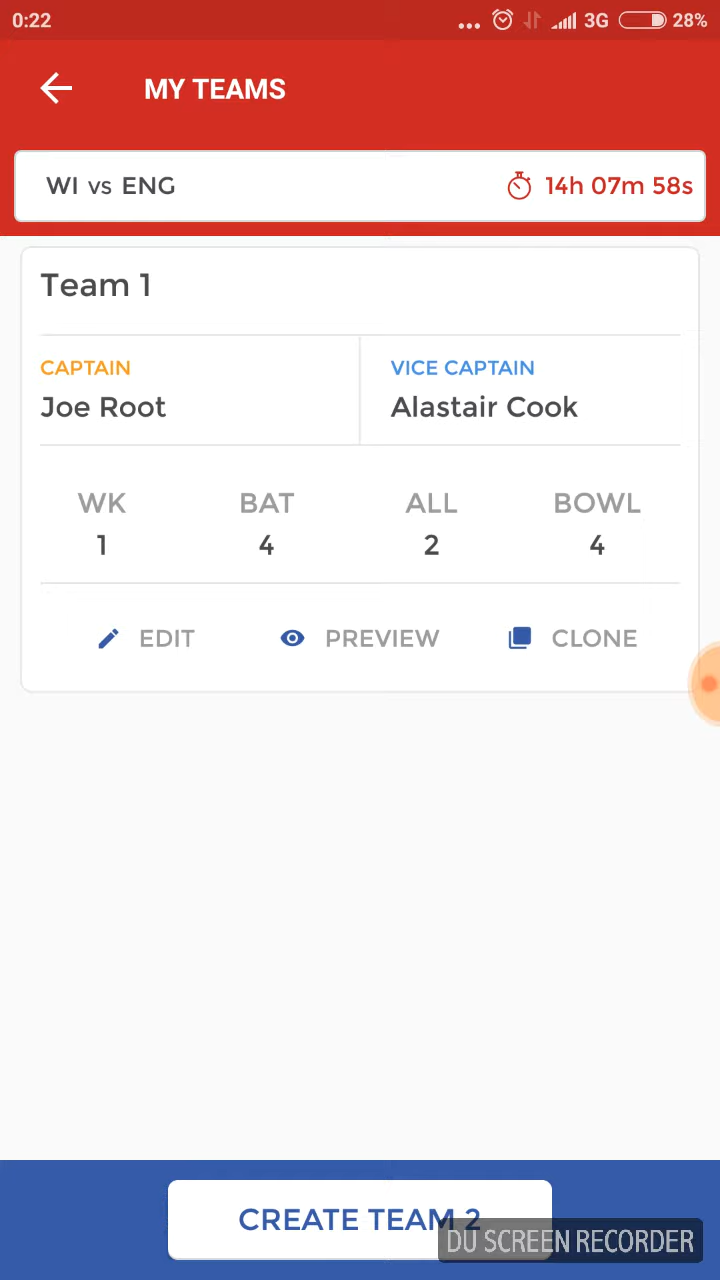 0:22 ... 3G 28%
MY TEAMS
WI vs ENG 14h 07m 58s
Team 1
CAPTAIN VICE CAPTAIN
Joe Root Alastair Cook
WK BAT ALL BOWL
1 4 2 4
EDIT PREVIEW CLONE
CREATE TEAM 2
DU SCREEN RECORDER